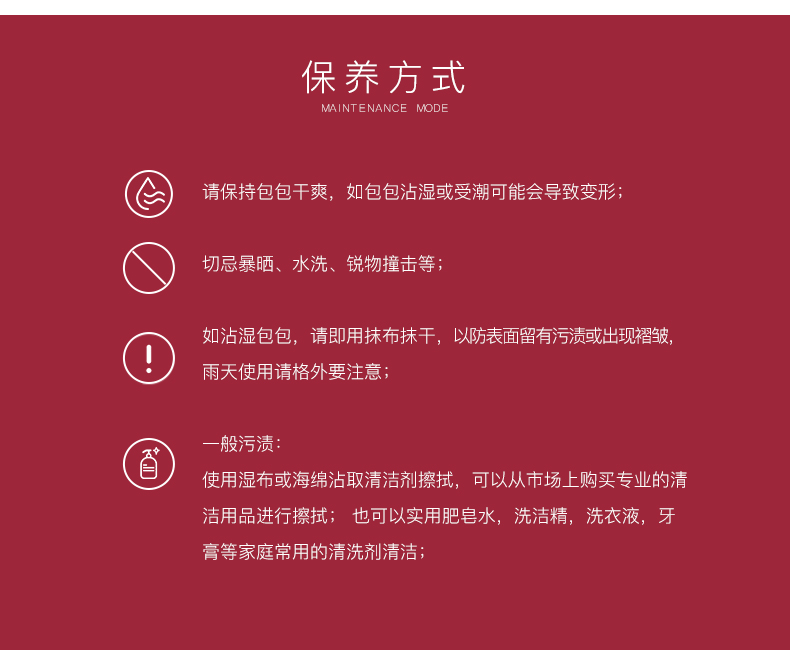 保养方式
MAINTENANCE MODE
请保持包包干爽，如包包沾湿或受潮可能会导致变形；
切忌暴晒、水洗、锐物撞击等；
如沾湿包包，请即用抹布抹干，以防表面留有污渍或出现褶皱，
雨天使用请格外要注意；
一般污渍：
使用湿布或海绵沾取清洁剂擦拭，可以从市场上购买专业的清
洁用品进行擦拭； 也可以实用肥皂水，洗洁精，洗衣液，牙
膏等家庭常用的清洗剂清洁；